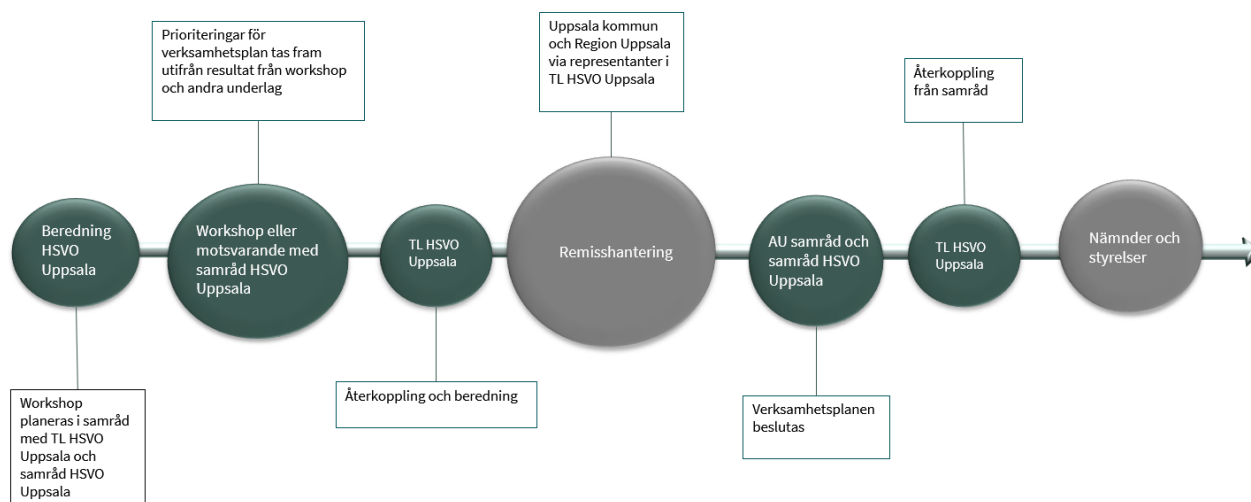 Prioriteringar för
verksamhetsplan tas fram
utifrån resultat från workshop
och andra underlag
Uppsala kommun
och Region Uppsala
via representanter i
TL HSVO Uppsala
Återkoppling
från samråd
Beredning
HSVO
Uppsala
Workshop eller
motsvarande med
samråd HSVO
Uppsala
TL HSVO
Uppsala
Remisshantering
AU samråd och
samråd HSVO
Uppsala
TL HSVO
Uppsala
Nämnder och
styrelser
Workshop
planeras i samråd
med TL HSVO
Uppsala och
samråd HSVO
Uppsala
Återkoppling och beredning
Verksamhetsplanen
beslutas